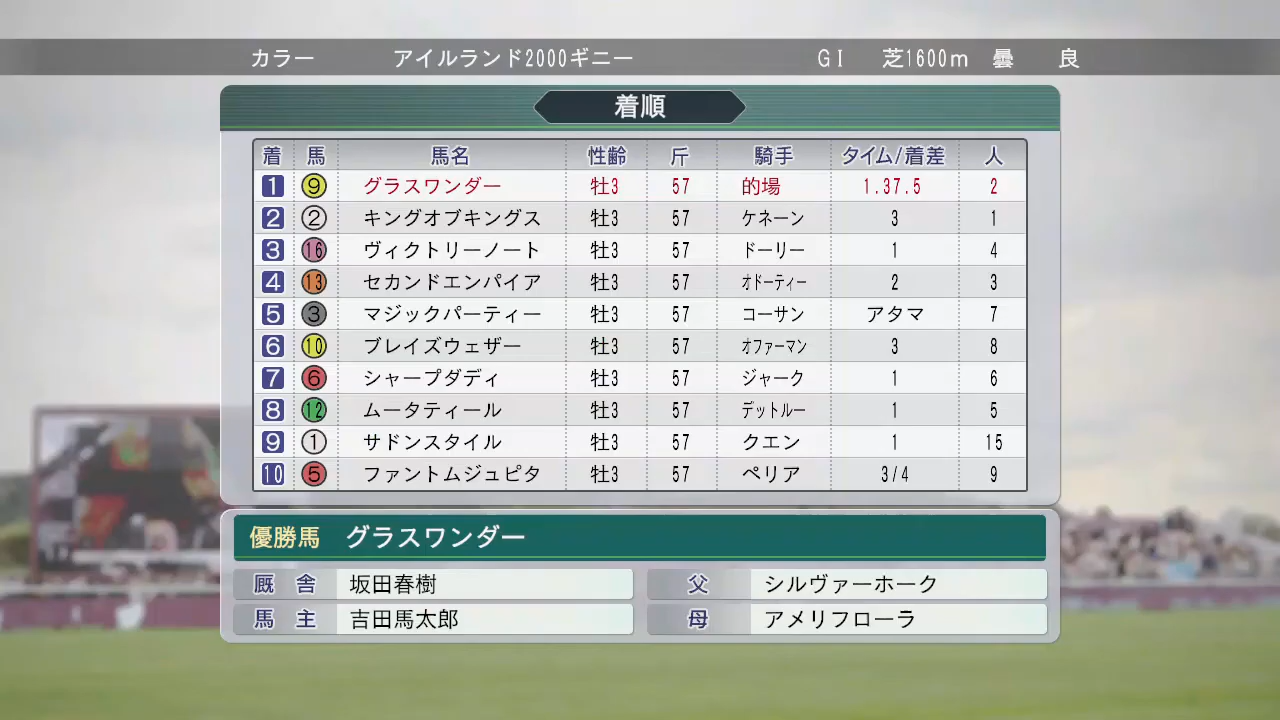 カラー アイルランド2000ギニー GⅠ 芝1600m 曇 良
着順
着 馬 馬名 性齢 斤 騎手 タイム/着差 人
1 9 グラスワンダー 牡3 57 的場 1.37.5 2
2 2 キングオブキングス 牡3 57 ケネーン 3 1
3 16 ヴィクトリーノート 牡3 57 ドーリー 1 4
4 13 セカンドエンパイア 牡3 57 オドーティー 2 3
5 3 マジックパーティー 牡3 57 コーサン アタマ 7
6 10 ブレイズウェザー 牡3 57 オファーマン 3 8
7 6 シャープダディ 牡3 57 ジャーク 1 6
8 12 ムータティール 牡3 57 デットルー 1 5
9 1 サドンスタイル 牡3 57 クエン 1 15
10 5 ファントムジュピタ 牡3 57 ペリア 3/4 9
優勝馬 グラスワンダー
厩舎 坂田春樹 父 シルヴァーホーク
馬主 吉田馬太郎 母 アメリフローラ